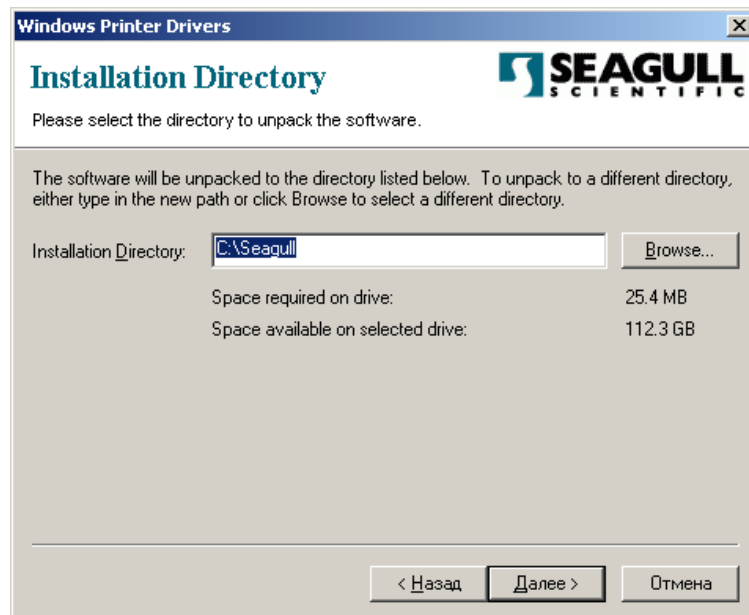 Windows Printer Drivers
Installation Directory
SEAGULL
SCIENTIFIC
Please select the directory to unpack the software.
The software will be unpacked to the directory listed below. To unpack to a different directory,
either type in the new path or click Browse to select a different directory.
Installation Directory: C:\Seagull Browse...
Space required on drive: 25.4 MB
Space available on selected drive: 112.3 GB
< Назад Далее > Отмена